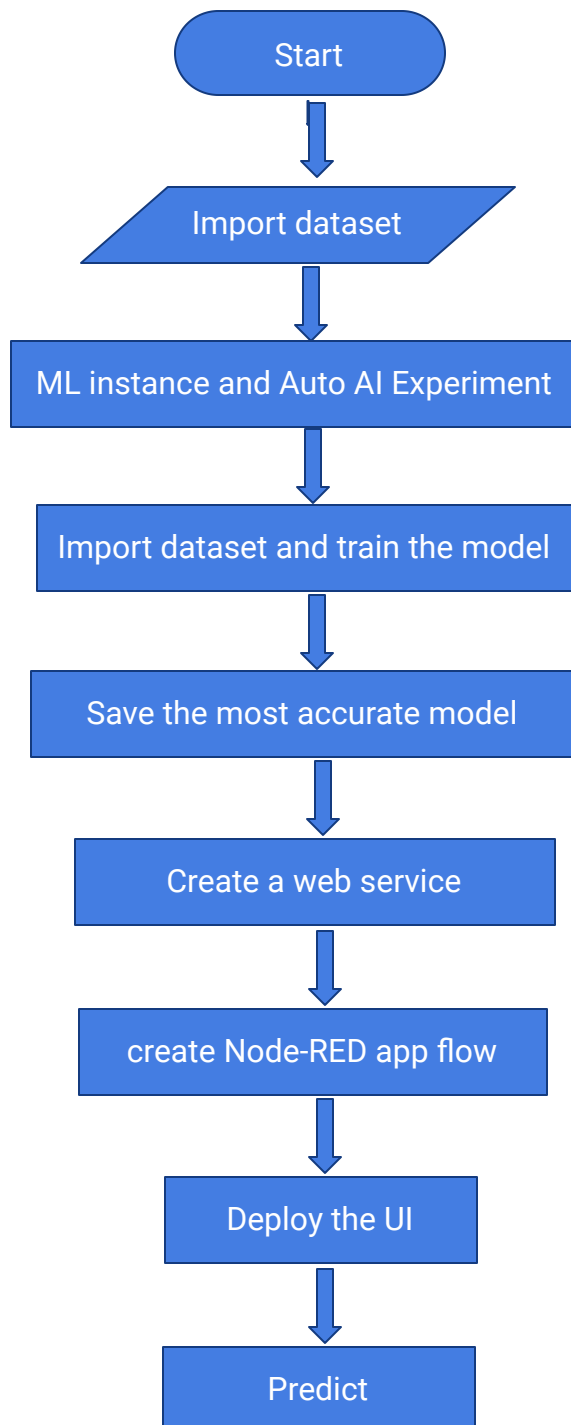 Start
Import dataset
ML instance and Auto AI Experiment
Import dataset and train the model
Save the most accurate model
Create a web service
create Node-RED app flow
Deploy the UI
Predict